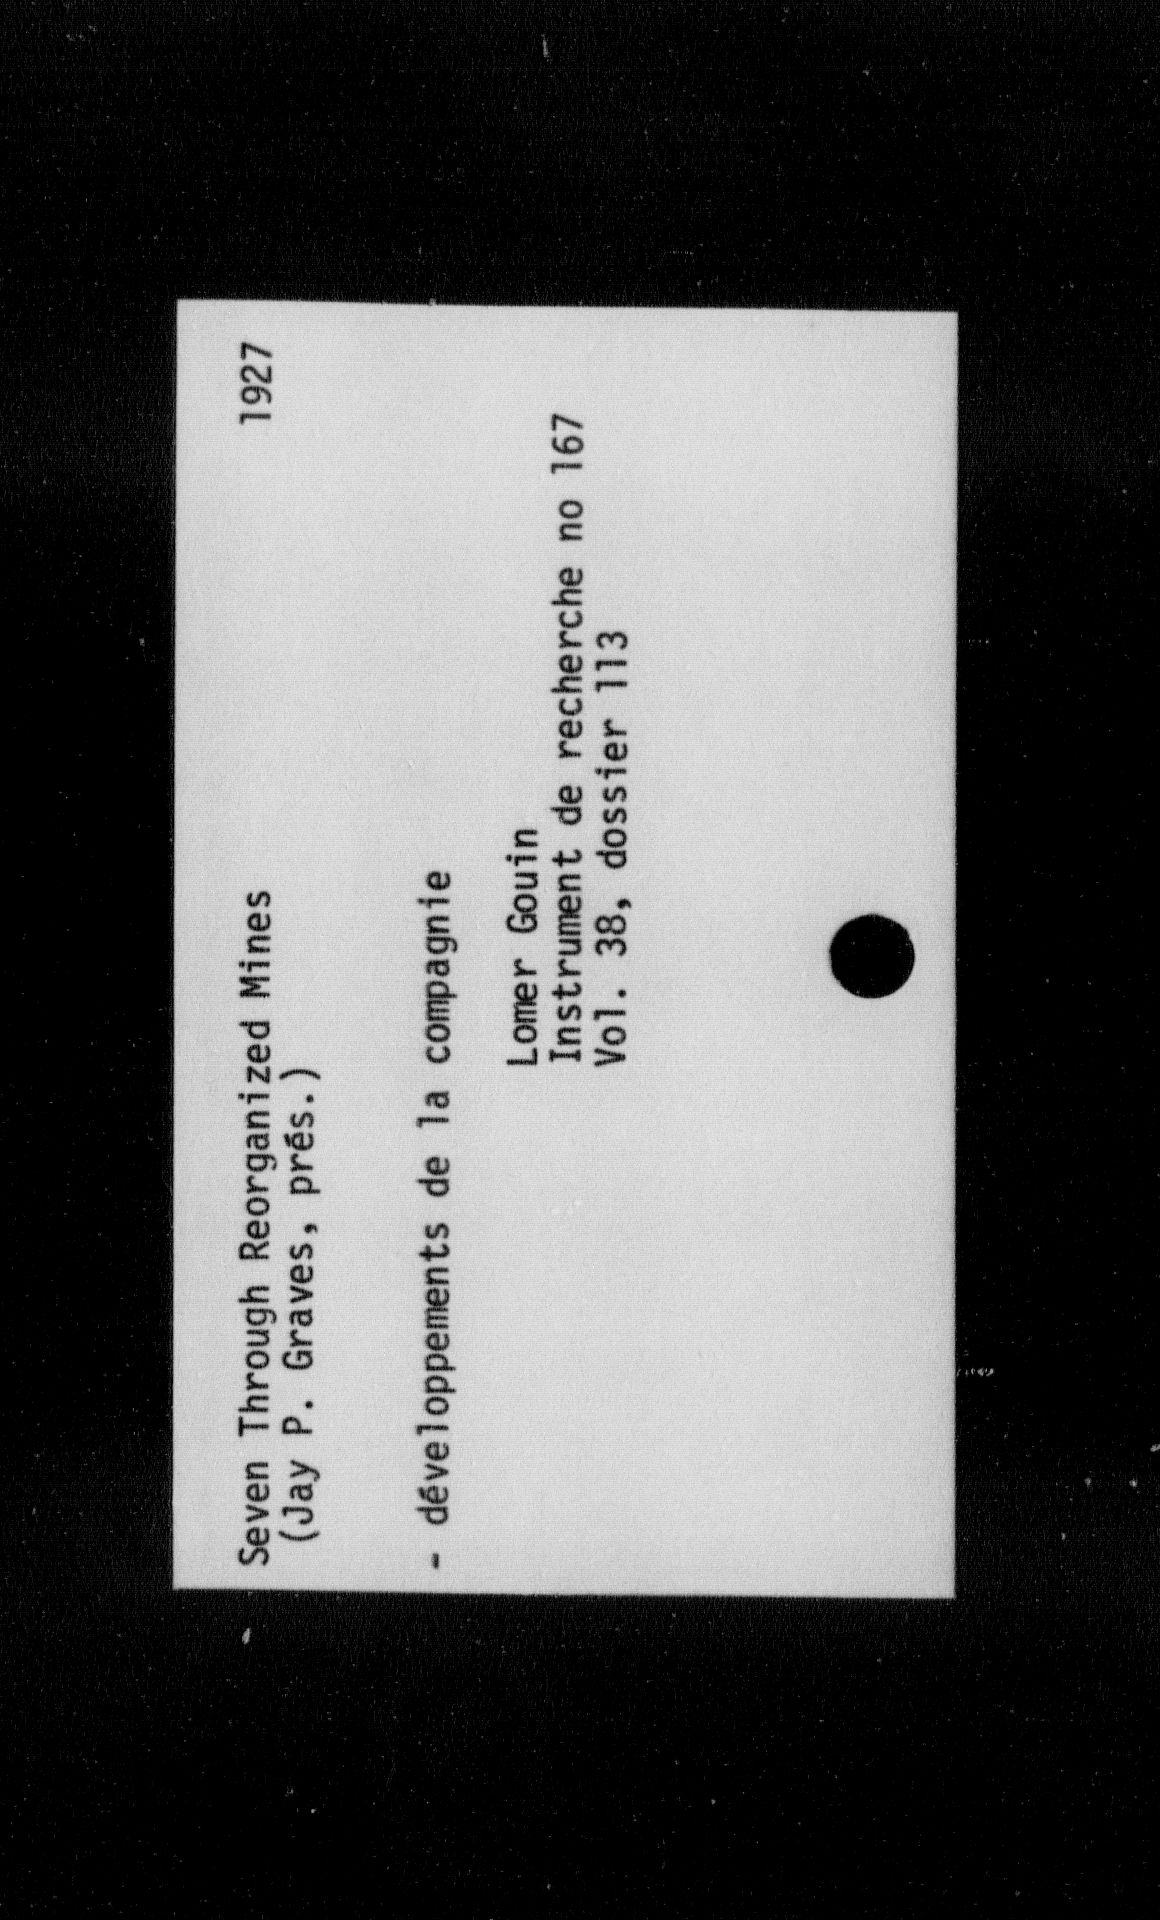 Seven Through Reorganized Mines 1927
(Jay P. Graves, prés.)
- développements de la compagnie
Lomer Gouin
Instrument de recherche no 167
Vol. 38, dossier 113